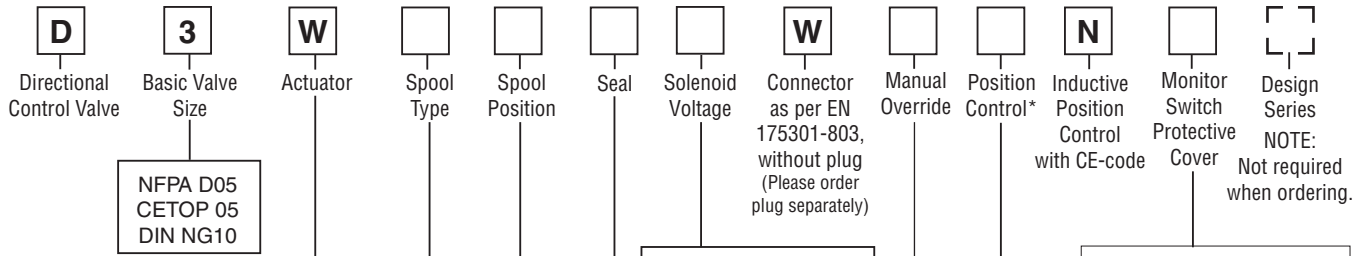 D
3
W
W
N
Directional
Control Valve
Basic Valve
Size
Actuator
Spool
Type
Spool
Position
Seal
Solenoid
Voltage
Connector
as per EN
175301-803,
without plug
(Please order
plug separately)
Manual
Override
Position
Control*
Inductive
Position
Control
with CE-code
Monitor
Switch
Protective
Cover
Design
Series
NOTE:
Not required
when ordering.
NFPA D05
CETOP 05
DIN NG10